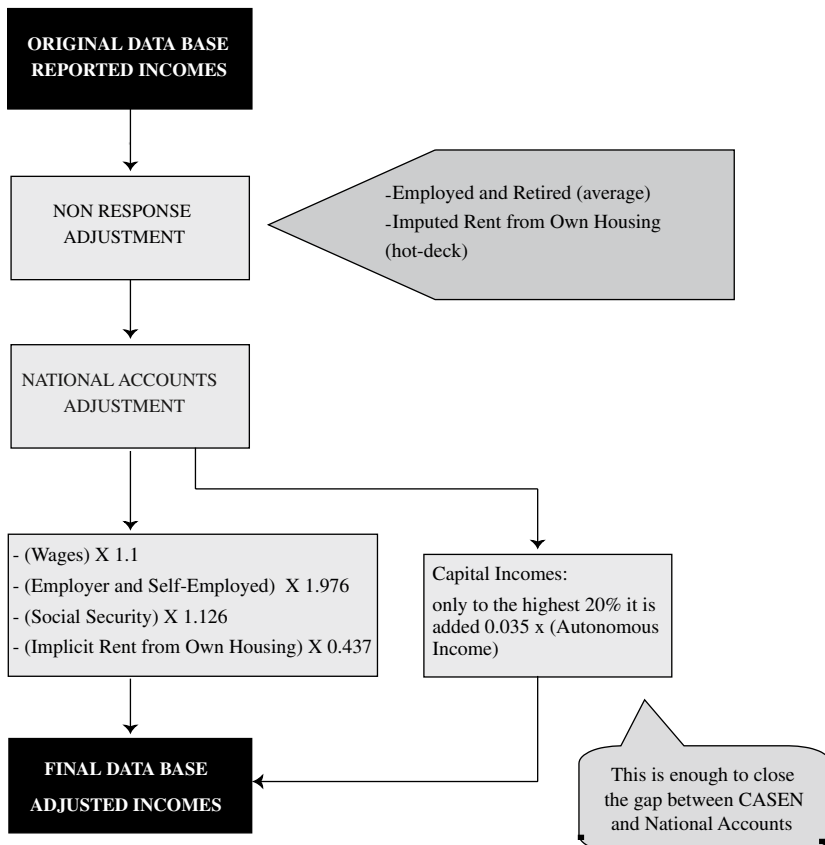 ORIGINAL DATA BASE
REPORTED INCOMES
NON RESPONSE
ADJUSTMENT
-Employed and Retired (average)
-Imputed Rent from Own Housing
(hot-deck)
NATIONAL ACCOUNTS
ADJUSTMENT
- (Wages) X 1.1
- (Employer and Self-Employed) X 1.976
- (Social Security) X 1.126
- (Implicit Rent from Own Housing) X 0.437
Capital Incomes:
only to the highest 20% it is
added 0.035 x (Autonomous
Income)
FINAL DATA BASE
ADJUSTED INCOMES
This is enough to close
the gap between CASEN
and National Accounts